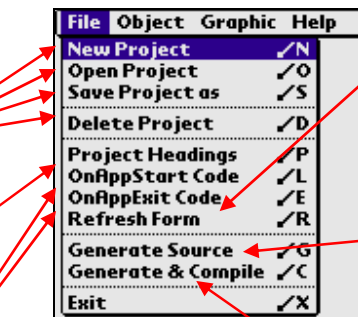 File Object Graphic Help
New Project ✓N
Open Project ✓O
Save Project as ✓S
Delete Project ✓D
Project Headings ✓P
OnAppStart Code ✓L
OnAppExit Code ✓E
Refresh Form ✓R
Generate Source ✓G
Generate & Compile ✓C
Exit ✓X